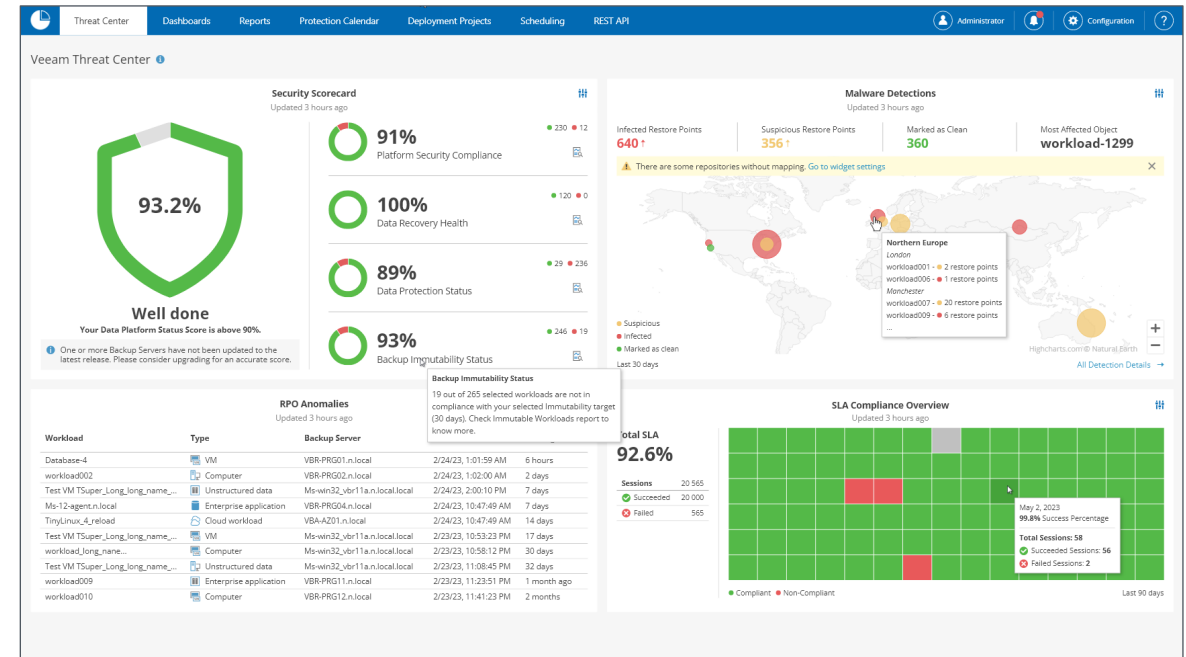 Threat Center Dashboards Reports Protection Calendar Deployment Projects Scheduling REST API Administrator Configuration ?
Veeam Threat Center
Security Scorecard
Updated 3 hours ago
93.2%
Well done
Your Data Platform Status Score is above 90%.
One or more Backup Servers have not been updated to the
latest release. Please consider upgrading for an accurate score.
91%
Platform Security Compliance
230 12
100%
Data Recovery Health
120 0
89%
Data Protection Status
29 236
93%
Backup Immutability Status
246 19
Backup Immutability Status
19 out of 265 selected workloads are not in
compliance with your selected Immutability target
(30 days). Check Immutable Workloads report to
know more.
Malware Detections
Updated 3 hours ago
Infected Restore Points Suspicious Restore Points Marked as Clean Most Affected Object
640↑ 356↑ 360 workload-1299
There are some repositories without mapping. Go to widget settings
Northern Europe
London
workload001 - 2 restore points
workload006 - 1 restore points
Manchester
workload007 - 20 restore points
workload009 - 6 restore points
...
Suspicious
Infected
Marked as clean
Last 30 days
+
−
Highcharts.com © Natural Earth
All Detection Details →
RPO Anomalies
Updated 3 hours ago
Workload Type Backup Server
Database-4 VM VBR-PRG01.n.local 2/24/23, 1:01:59 AM 6 hours
workload002 Computer VBR-PRG02.n.local 2/24/23, 1:02:00 AM 2 days
Test VM TSuper_Long_long_name_... Unstructured data Ms-win32_vbr11a.n.local.local 2/24/23, 2:00:10 PM 7 days
Ms-12-agent.n.local Enterprise application VBR-PRG04.n.local 2/24/23, 10:47:49 AM 7 days
TinyLinux_4_reload Cloud workload VBA-AZ01.n.local 2/24/23, 10:47:49 AM 14 days
Test VM TSuper_Long_long_name_... VM Ms-win32_vbr11a.n.local.local 2/23/23, 10:53:23 PM 17 days
workload_long_nane... Computer Ms-win32_vbr11a.n.local.local 2/23/23, 10:58:12 PM 30 days
Test VM TSuper_Long_long_name_... Unstructured data Ms-win32_vbr11a.n.local.local 2/23/23, 11:08:45 PM 32 days
workload009 Enterprise application VBR-PRG11.n.local 2/23/23, 11:23:51 PM 1 month ago
workload010 Computer VBR-PRG12.n.local 2/23/23, 11:41:23 PM 2 months
SLA Compliance Overview
Updated 3 hours ago
Total SLA
92.6%
Sessions 20 565
Succeeded 20 000
Failed 565
May 2, 2023
99.8% Success Percentage
Total Sessions: 58
Succeeded Sessions: 56
Failed Sessions: 2
Compliant Non-Compliant
Last 90 days